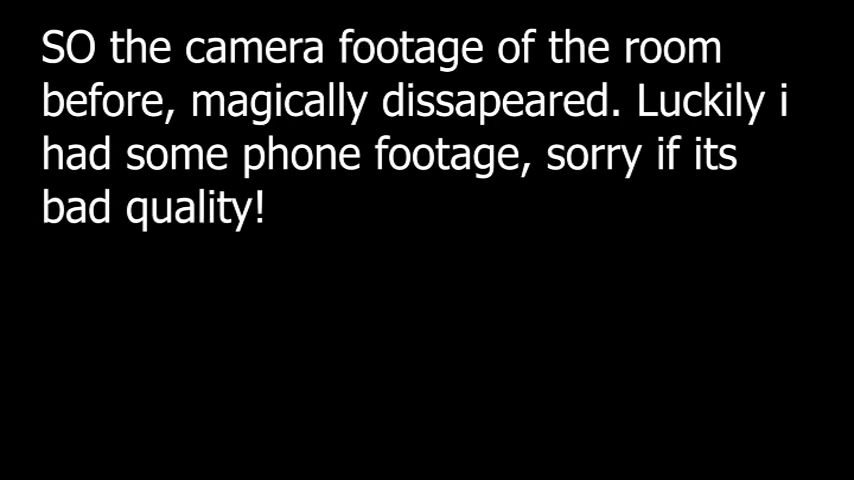 SO the camera footage of the room
before, magically dissapeared. Luckily i
had some phone footage, sorry if its
bad quality!